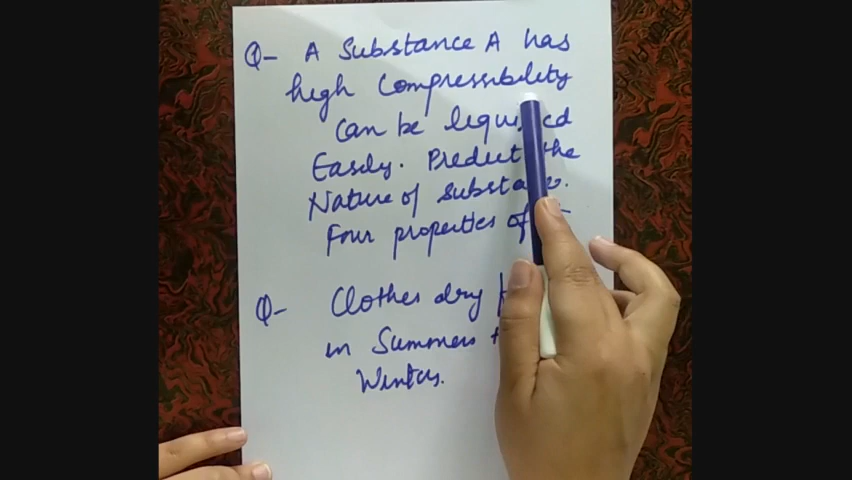 Q- A Substance A has
high Compressibility
Can be liquified
Easily. Predict the
Nature of substance.
Four properties of
Q- Clothes dry
in Summers
Winters.